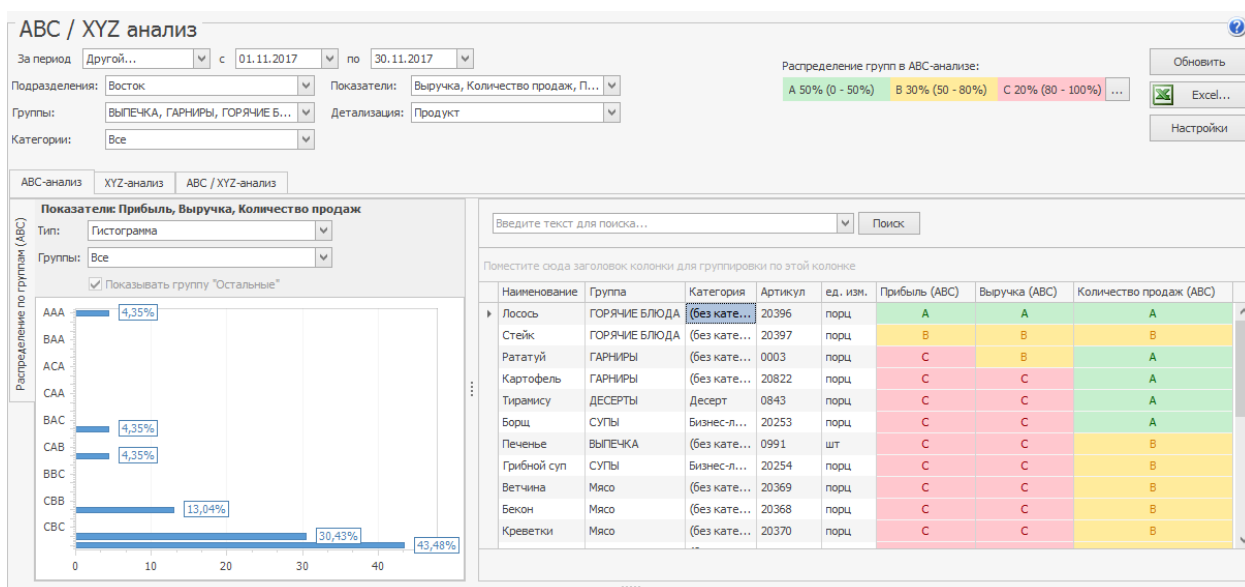 ABC / XYZ анализ
За период Другой... с 01.11.2017 по 30.11.2017
Подразделения: Восток Показатели: Выручка, Количество продаж, П...
Группы: ВЫПЕЧКА, ГАРНИРЫ, ГОРЯЧИЕ Б... Детализация: Продукт
Категории: Все
Распределение групп в ABC-анализе:
A 50% (0 - 50%) B 30% (50 - 80%) C 20% (80 - 100%) ...
Обновить
Excel...
Настройки
ABC-анализ XYZ-анализ ABC / XYZ-анализ
Распределение по группам (ABC)
Показатели: Прибыль, Выручка, Количество продаж
Тип: Гистограмма
Группы: Все
Показывать группу "Остальные"
AAA 4,35%
BAA
ACA
CAA
BAC 4,35%
CAB 4,35%
BBC
CBB 13,04%
CBC 30,43%
43,48%
0 10 20 30 40
Введите текст для поиска... Поиск
Поместите сюда заголовок колонки для группировки по этой колонке
Наименование Группа Категория Артикул ед. изм. Прибыль (ABC) Выручка (ABC) Количество продаж (ABC)
Лосось ГОРЯЧИЕ БЛЮДА (без кате... 20396 порц A A A
Стейк ГОРЯЧИЕ БЛЮДА (без кате... 20397 порц B B B
Рататуй ГАРНИРЫ (без кате... 0003 порц C B A
Картофель ГАРНИРЫ (без кате... 20822 порц C C A
Тирамису ДЕСЕРТЫ Десерт 0843 порц C C A
Борщ СУПЫ Бизнес-л... 20253 порц C C A
Печенье ВЫПЕЧКА (без кате... 0991 шт C C B
Грибной суп СУПЫ Бизнес-л... 20254 порц C C B
Ветчина Мясо (без кате... 20369 порц C C B
Бекон Мясо (без кате... 20368 порц C C B
Креветки Мясо (без кате... 20370 порц C C B